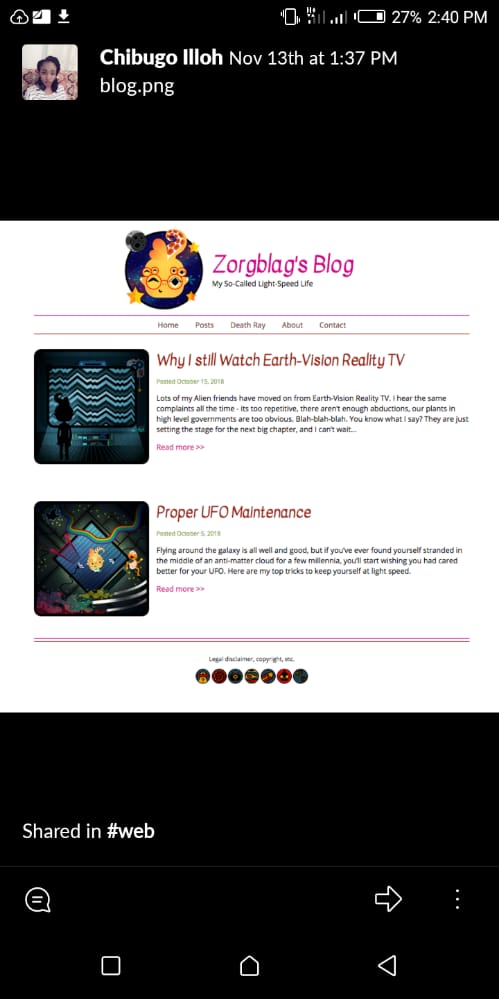 27% 2:40 PM
Chibugo Illoh Nov 13th at 1:37 PM
blog.png
Zorgblag's Blog
My So-Called Light-Speed Life
Home Posts Death Ray About Contact
Why I still Watch Earth-Vision Reality TV
Posted October 15, 2018
Lots of my Alien friends have moved on from Earth-Vision Reality TV. I hear the same
complaints all the time - its too repetitive, there aren't enough abductions, our plants in
high level governments are too obvious. Blah-blah-blah. You know what I say? They are just
setting the stage for the next big chapter, and I can't wait...
Read more >>
Proper UFO Maintenance
Posted October 5, 2018
Flying around the galaxy is all well and good, but if you've ever found yourself stranded in
the middle of an anti-matter cloud for a few millennia, you'll start wishing you had cared
better for your UFO. Here are my top tricks to keep yourself at light speed.
Read more >>
Legal disclaimer, copyright, etc.
Shared in #web